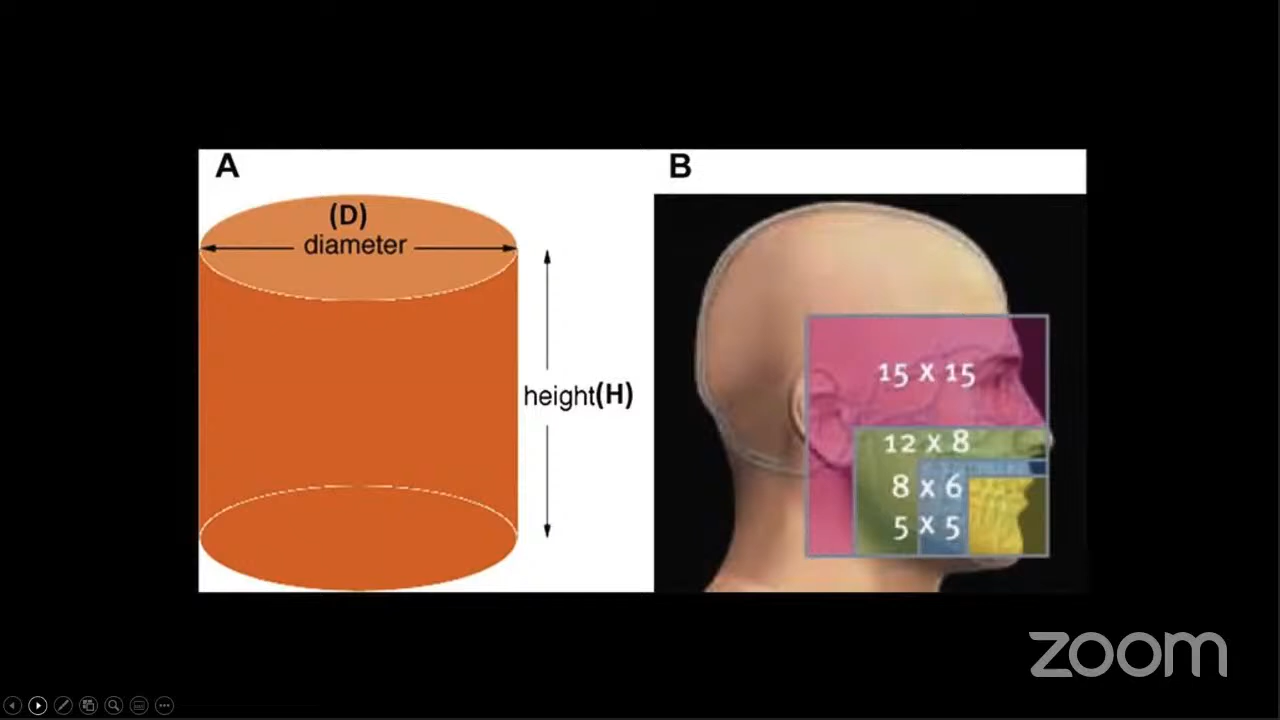 A
(D)
diameter
height(H)
B
15 x 15
12 x 8
8 x 6
5 x 5
zoom